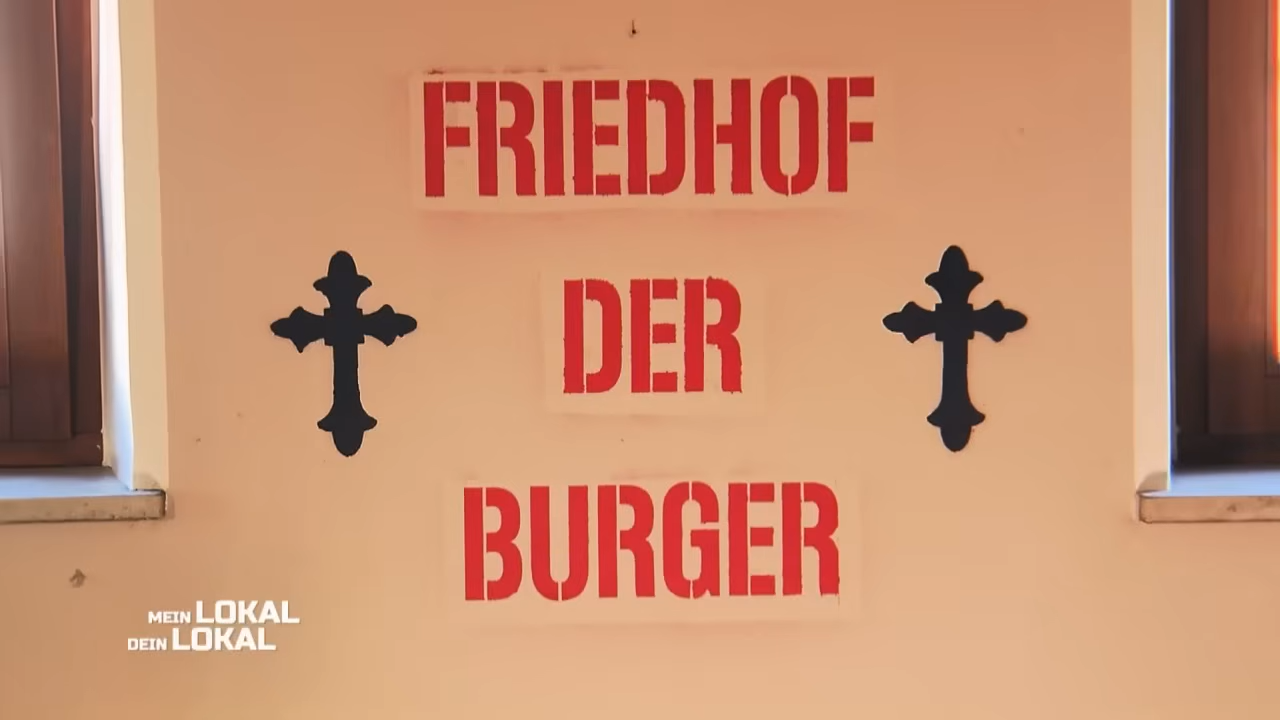 FRIEDHOF
DER
BURGER
MEIN LOKAL
DEIN LOKAL